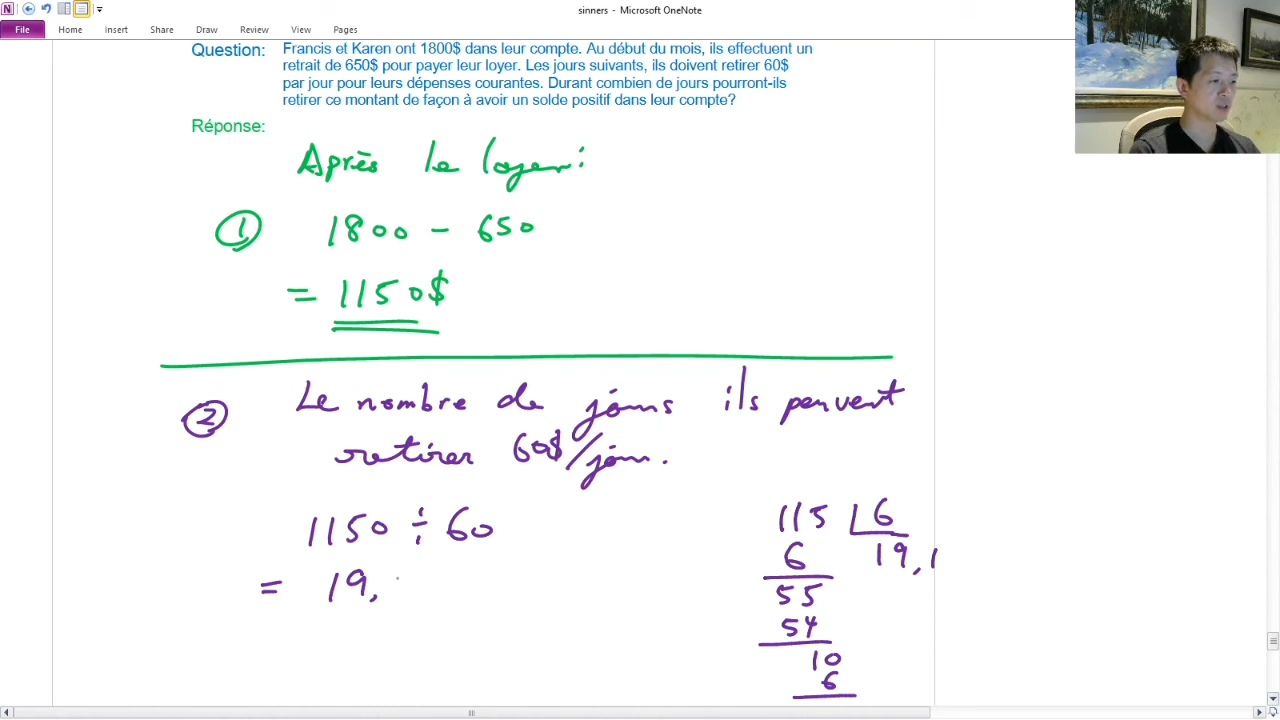 sinners - Microsoft OneNote
File Home Insert Share Draw Review View Pages
Question: Francis et Karen ont 1800$ dans leur compte. Au début du mois, ils effectuent un
retrait de 650$ pour payer leur loyer. Les jours suivants, ils doivent retirer 60$
par jour pour leurs dépenses courantes. Durant combien de jours pourront-ils
retirer ce montant de façon à avoir un solde positif dans leur compte?
Réponse:
Après le loyer:
① 1800 - 650
= 1150$
② Le nombre de jours ils peuvent
retirer 60$/jour.
1150 ÷ 60
= 19,
115 6
6 19,1
55
54
10
6